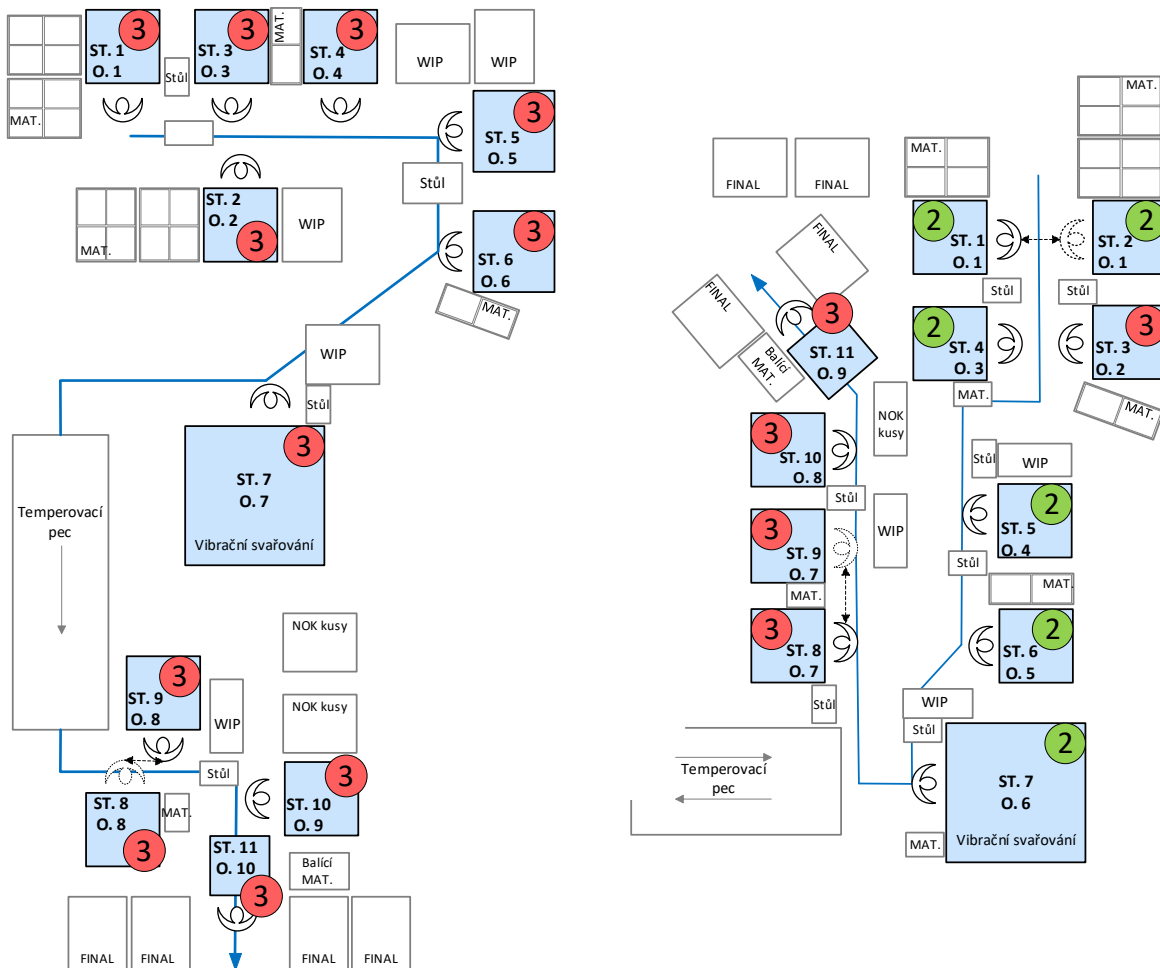 ST. 1
O. 1
3
Stůl
ST. 3
O. 3
3
MAT.
ST. 4
O. 4
3
WIP
WIP
MAT.
ST. 5
O. 5
3
Stůl
MAT.
ST. 2
O. 2
3
WIP
ST. 6
O. 6
3
MAT.
WIP
Stůl
ST. 7
O. 7
3
Vibrační svařování
Temperovací
pec
NOK kusy
ST. 9
O. 8
3
WIP
NOK kusy
Stůl
ST. 8
O. 8
3
MAT.
ST. 10
O. 9
3
ST. 11
O. 10
3
Balící
MAT.
FINAL
FINAL
FINAL
FINAL
MAT.
FINAL
FINAL
MAT.
2
ST. 1
O. 1
2
ST. 2
O. 1
Stůl
Stůl
FINAL
FINAL
Balící
MAT.
3
ST. 11
O. 9
2
ST. 4
O. 3
3
ST. 3
O. 2
MAT.
MAT.
NOK
kusy
3
ST. 10
O. 8
Stůl
Stůl
WIP
2
ST. 5
O. 4
3
ST. 9
O. 7
WIP
Stůl
MAT.
MAT.
3
ST. 8
O. 7
2
ST. 6
O. 5
Stůl
WIP
Stůl
2
ST. 7
O. 6
Vibrační svařování
Temperovací
pec
MAT.